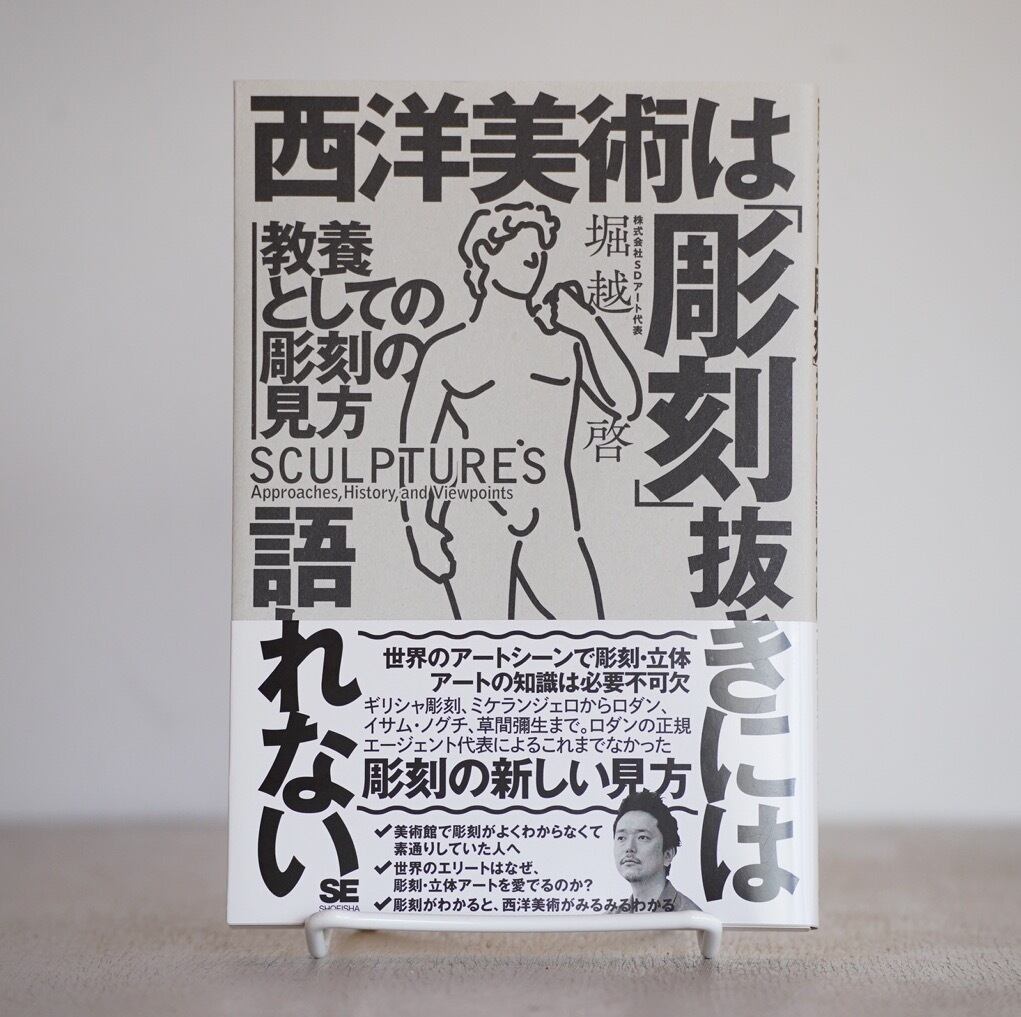 西洋美術は
「彫刻」
抜きには
語れない
教養
としての
彫刻の
見方
SCULPTURES
Approaches, History, and Viewpoints
株式会社SDアート代表
堀越 啓
世界のアートシーンで彫刻・立体
アートの知識は必要不可欠
ギリシャ彫刻、ミケランジェロからロダン、
イサム・ノグチ、草間彌生まで。ロダンの正規
エージェント代表によるこれまでなかった
彫刻の新しい見方
美術館で彫刻がよくわからなくて
素通りしていた人へ
世界のエリートはなぜ、
彫刻・立体アートを愛でるのか?
彫刻がわかると、西洋美術がみるみるわかる
SE
SHOEISHA